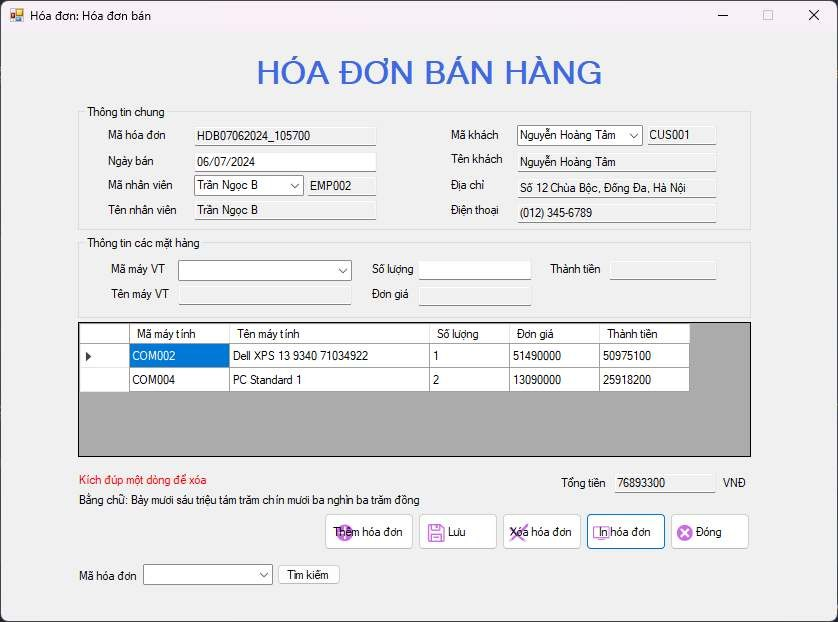 Hóa đơn: Hóa đơn bán
HÓA ĐƠN BÁN HÀNG
Thông tin chung
Mã hóa đơn HDB07062024_105700 Mã khách Nguyễn Hoàng Tâm CUS001
Ngày bán 06/07/2024 Tên khách Nguyễn Hoàng Tâm
Mã nhân viên Trần Ngọc B EMP002 Địa chỉ Số 12 Chùa Bộc, Đống Đa, Hà Nội
Tên nhân viên Trần Ngọc B Điện thoại (012) 345-6789
Thông tin các mặt hàng
Mã máy VT Số lượng Thành tiền
Tên máy VT Đơn giá
Mã máy tính Tên máy tính Số lượng Đơn giá Thành tiền
COM002 Dell XPS 13 9340 71034922 1 51490000 50975100
COM004 PC Standard 1 2 13090000 25918200
Kích đúp một dòng để xóa Tổng tiền 76893300 VNĐ
Bằng chữ: Bảy mươi sáu triệu tám trăm chín mươi ba nghìn ba trăm đồng
Thêm hóa đơn Lưu Xóa hóa đơn In hóa đơn Đóng
Mã hóa đơn Tìm kiếm